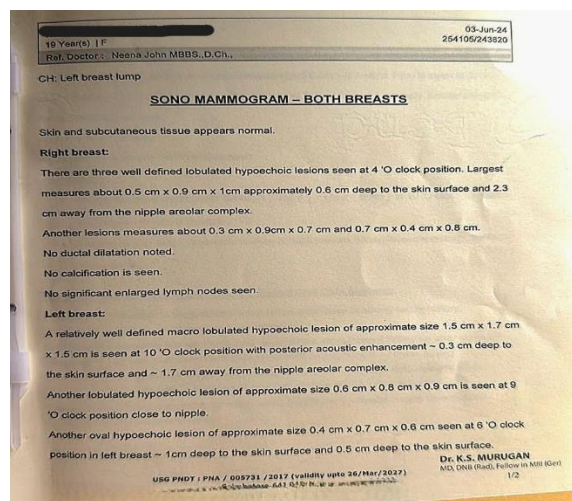 03-Jun-24
19 Year(s) | F
254105/243820
Ref. Doctor : Neena John MBBS.,D.Ch.,
CH: Left breast lump
SONO MAMMOGRAM – BOTH BREASTS
Skin and subcutaneous tissue appears normal.
Right breast:
There are three well defined lobulated hypoechoic lesions seen at 4 'O clock position. Largest
measures about 0.5 cm x 0.9 cm x 1cm approximately 0.6 cm deep to the skin surface and 2.3
cm away from the nipple areolar complex.
Another lesions measures about 0.3 cm x 0.9cm x 0.7 cm and 0.7 cm x 0.4 cm x 0.8 cm.
No ductal dilatation noted.
No calcification is seen.
No significant enlarged lymph nodes seen.
Left breast:
A relatively well defined macro lobulated hypoechoic lesion of approximate size 1.5 cm x 1.7 cm
x 1.5 cm is seen at 10 'O clock position with posterior acoustic enhancement ~ 0.3 cm deep to
the skin surface and ~ 1.7 cm away from the nipple areolar complex.
Another lobulated hypoechoic lesion of approximate size 0.6 cm x 0.8 cm x 0.9 cm is seen at 9
'O clock position close to nipple.
Another oval hypoechoic lesion of approximate size 0.4 cm x 0.7 cm x 0.6 cm seen at 6 'O clock
position in left breast ~ 1cm deep to the skin surface and 0.5 cm deep to the skin surface.
Dr. K.S. MURUGAN
MD, DNB (Rad), Fellow in MRI (Ger)
1/2
USG PNDT : PNA / 005731 /2017 (validity upto 26/Mar/2027)